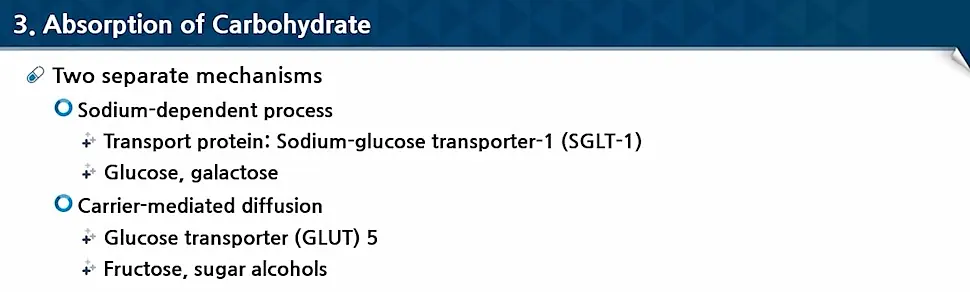 3. Absorption of Carbohydrate
Two separate mechanisms
Sodium-dependent process
Transport protein: Sodium-glucose transporter-1 (SGLT-1)
Glucose, galactose
Carrier-mediated diffusion
Glucose transporter (GLUT) 5
Fructose, sugar alcohols